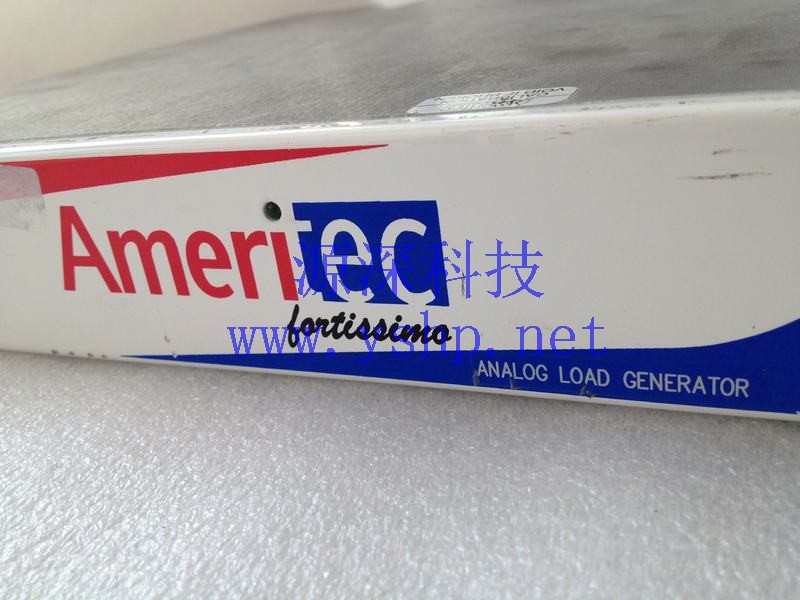 Ameritec
源深科技
fortissimo
www.yshp.net
ANALOG LOAD GENERATOR